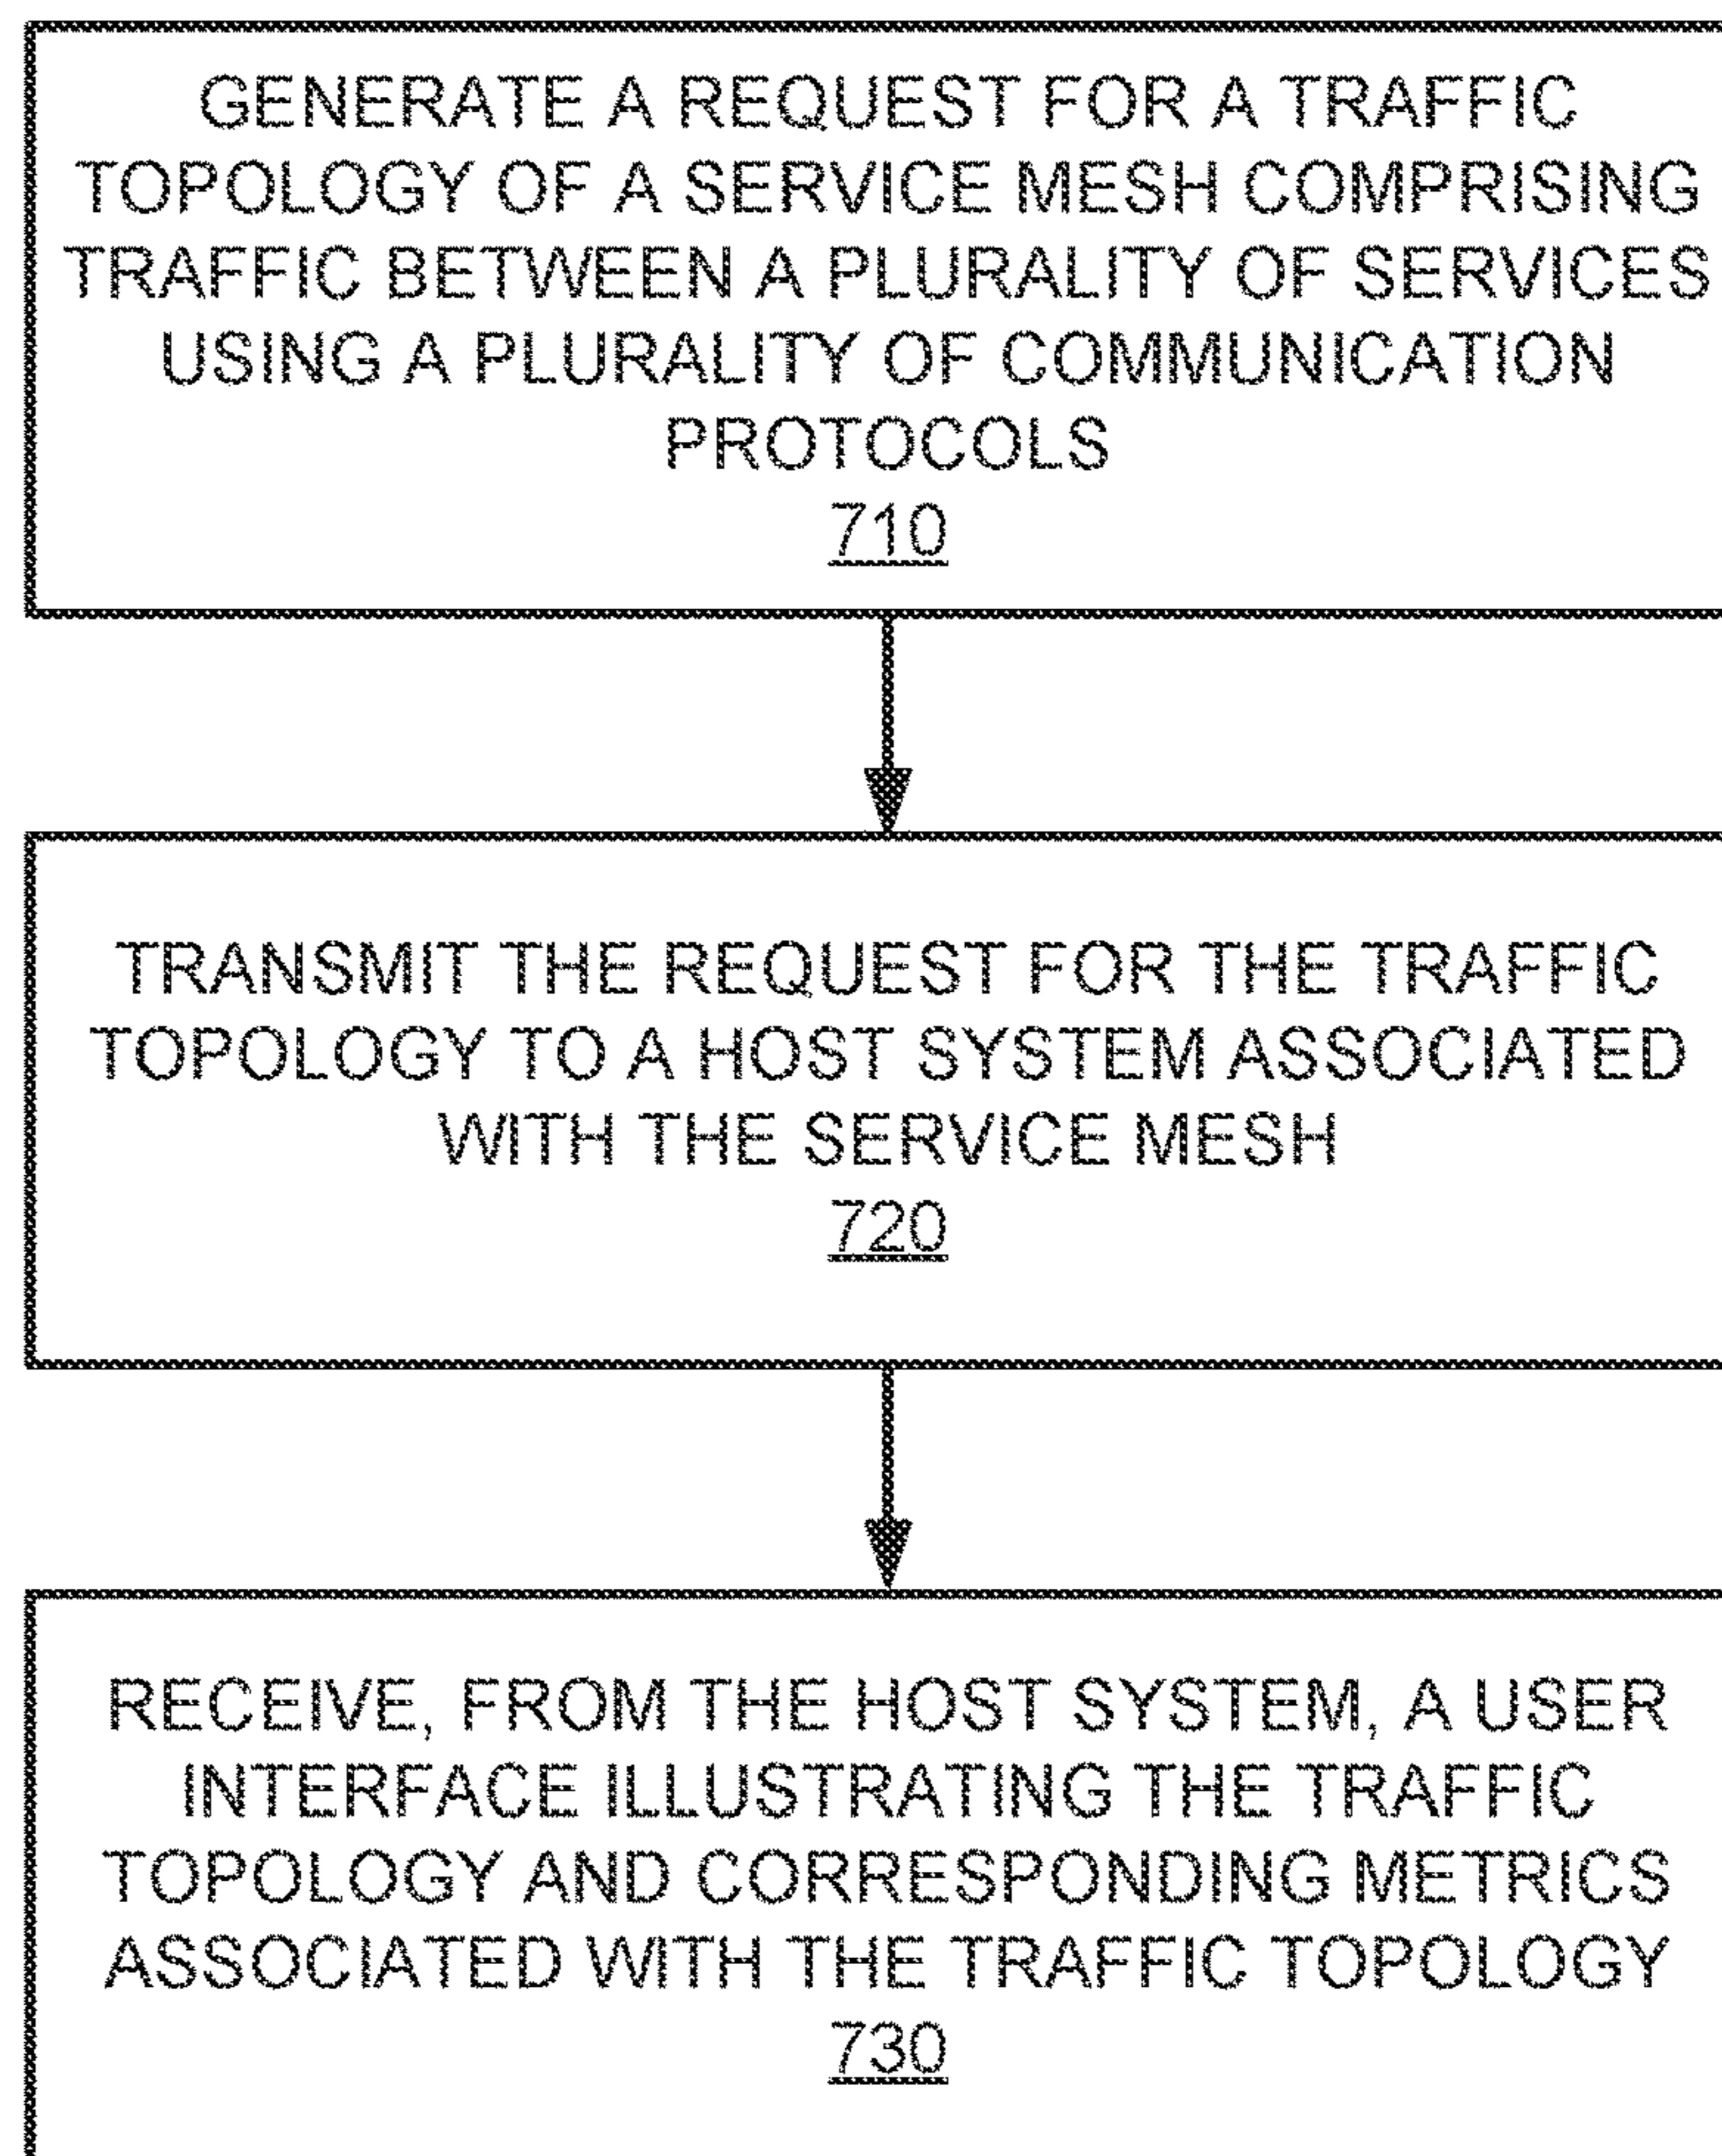 GENERATE A REQUEST FOR A TRAFFIC
TOPOLOGY OF A SERVICE MESH COMPRISING
TRAFFIC BETWEEN A PLURALITY OF SERVICES
USING A PLURALITY OF COMMUNICATION
PROTOCOLS
710
TRANSMIT THE REQUEST FOR THE TRAFFIC
TOPOLOGY TO A HOST SYSTEM ASSOCIATED
WITH THE SERVICE MESH
720
RECEIVE, FROM THE HOST SYSTEM, A USER
INTERFACE ILLUSTRATING THE TRAFFIC
TOPOLOGY AND CORRESPONDING METRICS
ASSOCIATED WITH THE TRAFFIC TOPOLOGY
730